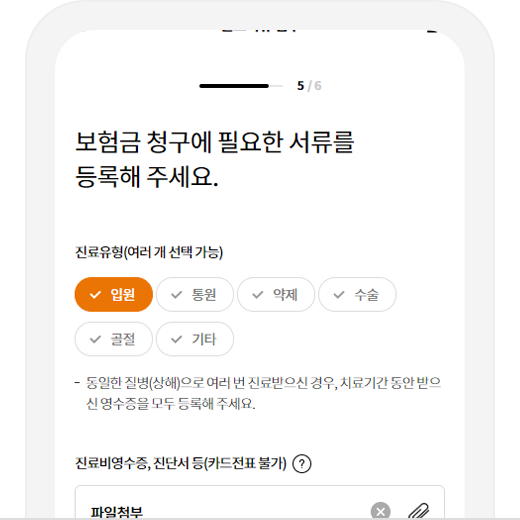 5 / 6
보험금 청구에 필요한 서류를
등록해 주세요.
진료유형(여러 개 선택 가능)
입원 통원 약제 수술
골절 기타
- 동일한 질병(상해)으로 여러 번 진료받으신 경우, 치료기간 동안 받으
신 영수증을 모두 등록해 주세요.
진료비영수증, 진단서 등(카드전표 불가) ?
파일첨부